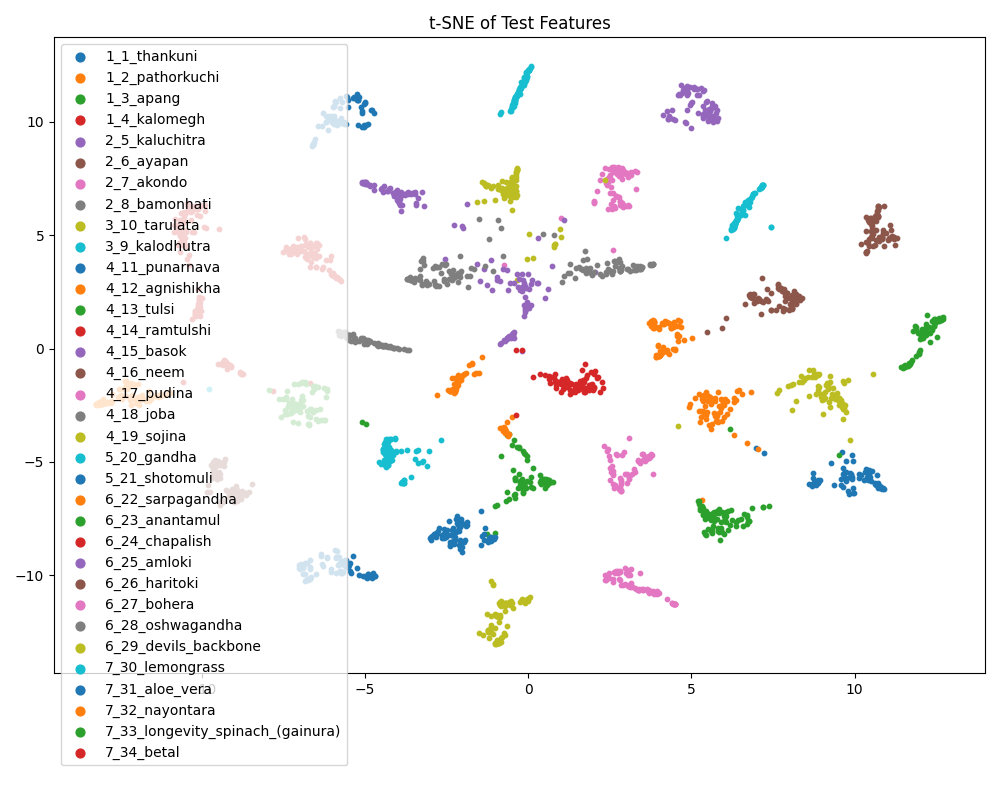 t-SNE of Test Features
1_1_thankuni
1_2_pathorkuchi
1_3_apang
1_4_kalomegh
2_5_kaluchitra
2_6_ayapan
2_7_akondo
2_8_bamonhati
3_10_tarulata
3_9_kalodhutra
4_11_punarnava
4_12_agnishikha
4_13_tulsi
4_14_ramtulshi
4_15_basok
4_16_neem
4_17_pudina
4_18_joba
4_19_sojina
5_20_gandha
5_21_shotomuli
6_22_sarpagandha
6_23_anantamul
6_24_chapalish
6_25_amloki
6_26_haritoki
6_27_bohera
6_28_oshwagandha
6_29_devils_backbone
7_30_lemongrass
7_31_aloe_vera
7_32_nayontara
7_33_longevity_spinach_(gainura)
7_34_betal
10
5
0
−5
−10
−5
0
5
10